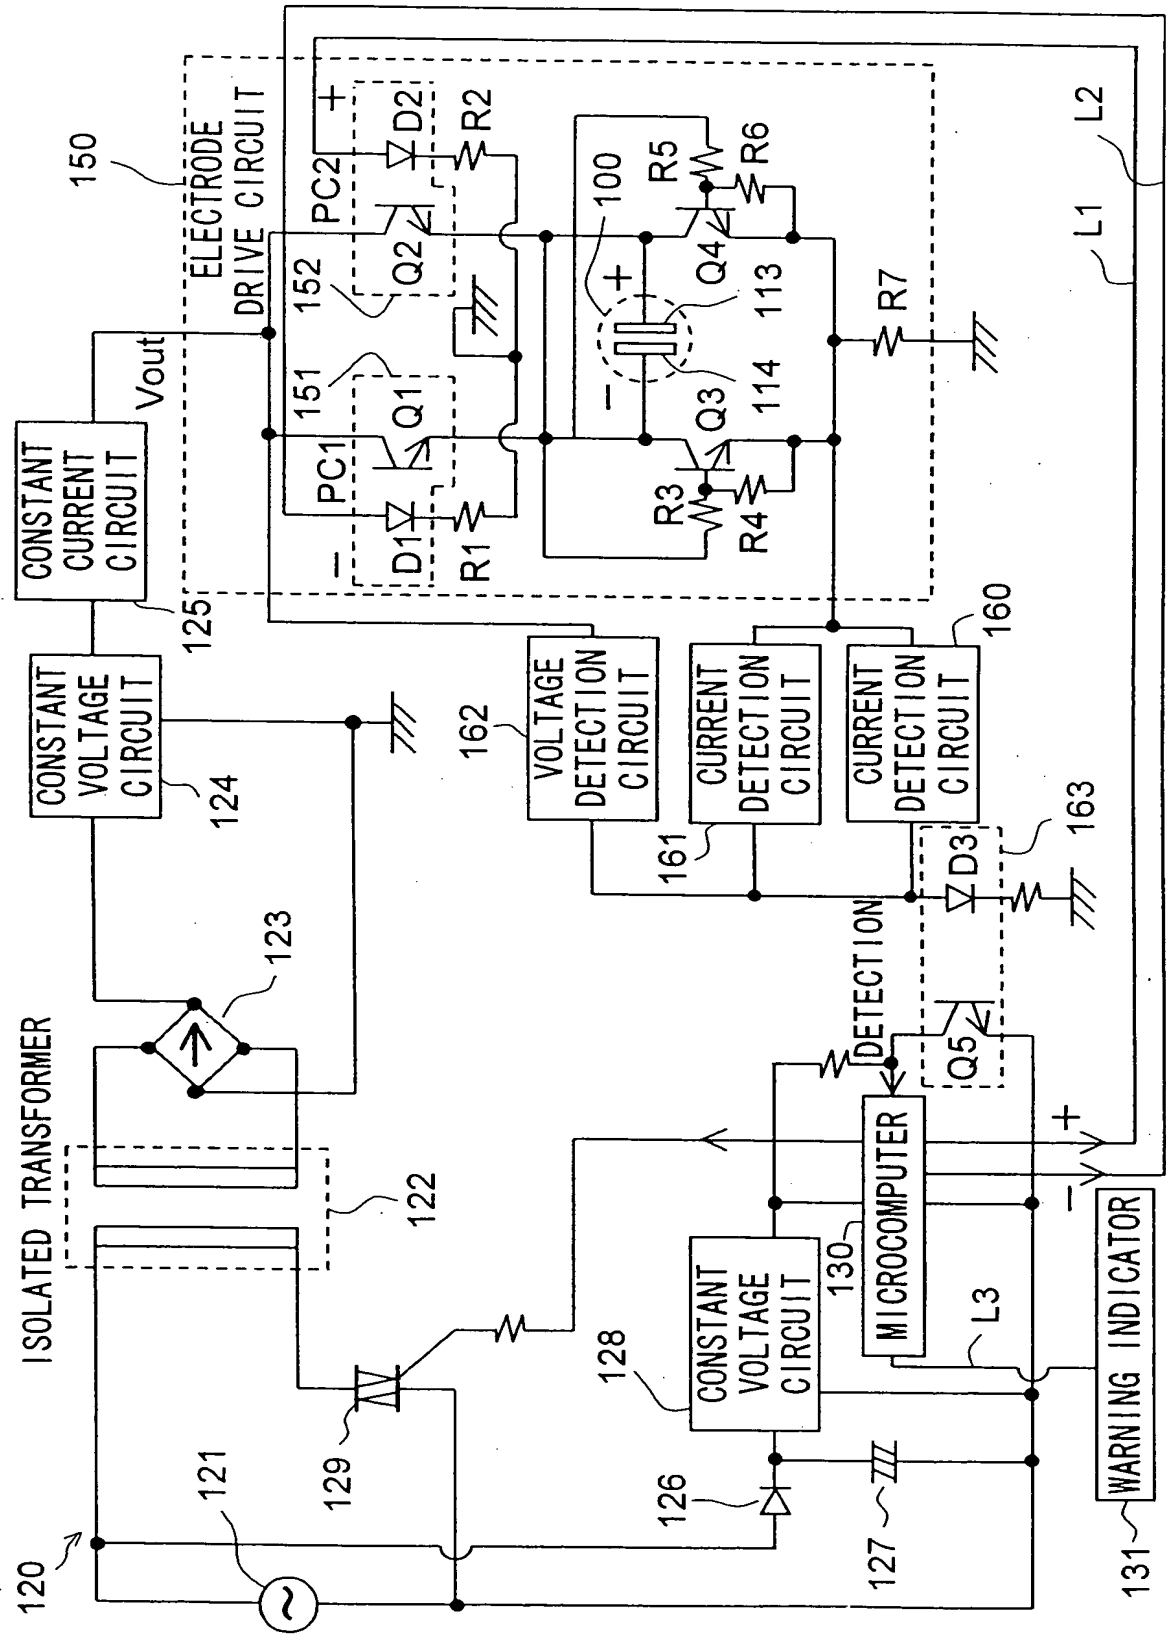 120
121
ISOLATED TRANSFORMER
122
123
CONSTANT
VOLTAGE
CIRCUIT
124
CONSTANT
CURRENT
CIRCUIT
125
Vout
150
ELECTRODE
DRIVE CIRCUIT
129
PC1
−
D1
Q1
R1
151
152
PC2
+
D2
Q2
R2
100
+
−
113
114
R3
R4
Q3
R5
R6
Q4
R7
162
VOLTAGE
DETECTION
CIRCUIT
161
CURRENT
DETECTION
CIRCUIT
160
CURRENT
DETECTION
CIRCUIT
163
D3
Q5
DETECTION
126
127
128
CONSTANT
VOLTAGE
CIRCUIT
130
MICROCOMPUTER
+
−
L1
L2
L3
WARNING INDICATOR
131